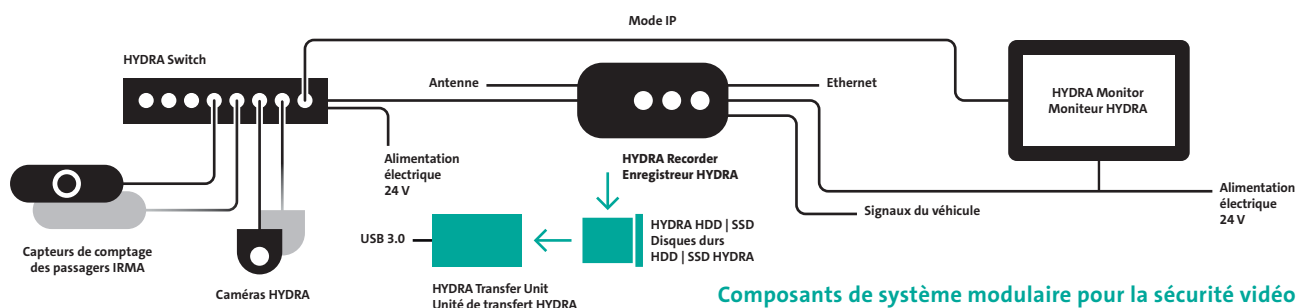 Mode IP
HYDRA Switch
Antenne
Ethernet
HYDRA Monitor
Moniteur HYDRA
Alimentation
électrique
24 V
HYDRA Recorder
Enregistreur HYDRA
Alimentation
électrique
24 V
Signaux du véhicule
Capteurs de comptage
des passagers IRMA
Caméras HYDRA
USB 3.0
HYDRA HDD | SSD
Disques durs
HDD | SSD HYDRA
HYDRA Transfer Unit
Unité de transfert HYDRA
Composants de système modulaire pour la sécurité vidéo